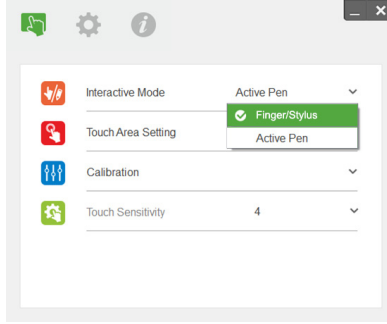 Interactive Mode Active Pen
Finger/Stylus
Touch Area Setting
Active Pen
Calibration
Touch Sensitivity 4